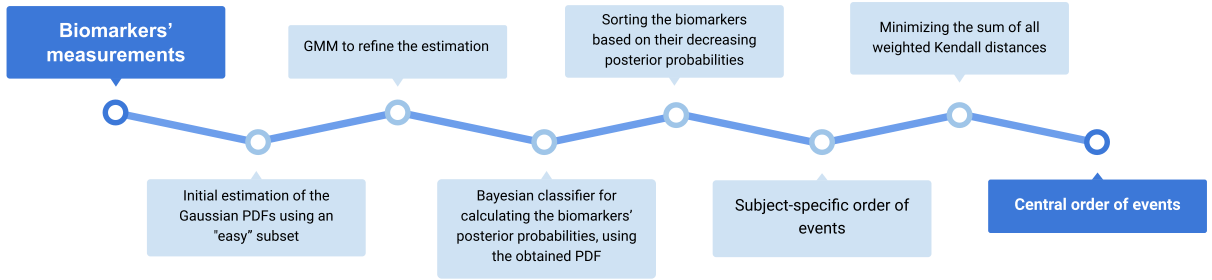 Biomarkers’
measurements
Initial estimation of the
Gaussian PDFs using an
"easy” subset
GMM to refine the estimation
Bayesian classifier for
calculating the biomarkers’
posterior probabilities, using
the obtained PDF
Sorting the biomarkers
based on their decreasing
posterior probabilities
Subject-specific order of
events
Minimizing the sum of all
weighted Kendall distances
Central order of events